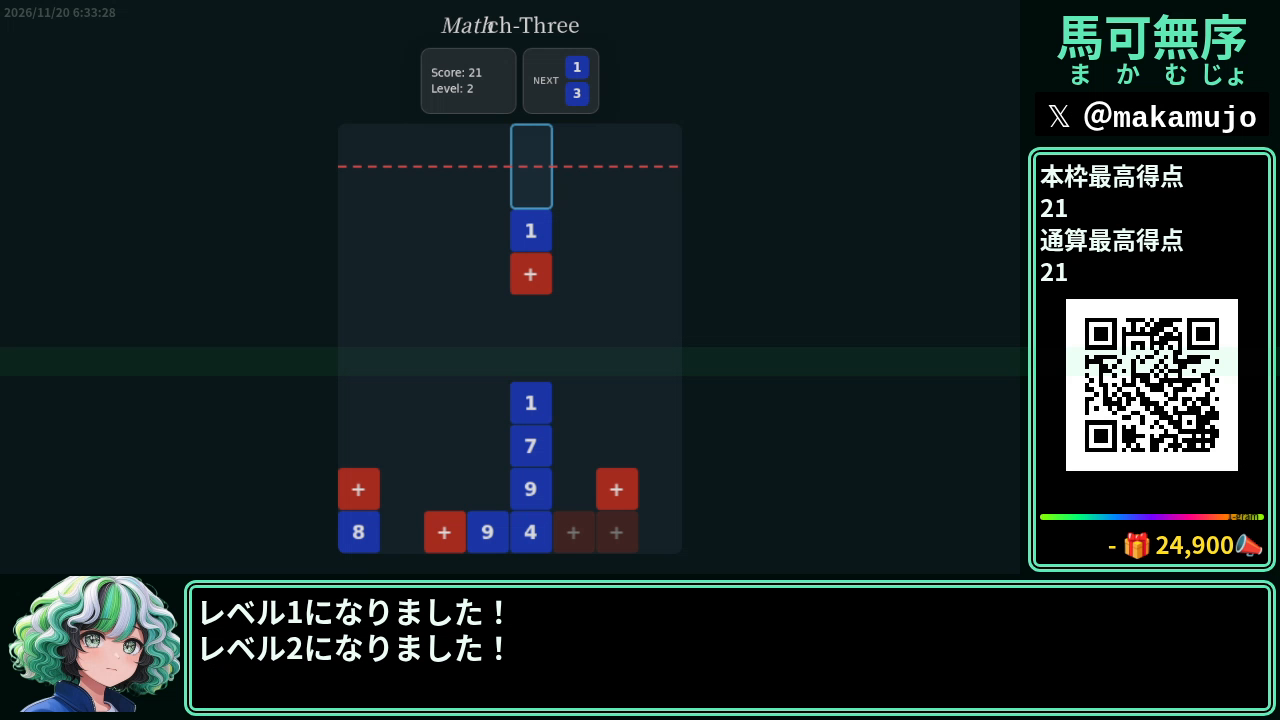 2026/11/20 6:33:28
Mathch-Three
Score: 21
Level: 2
NEXT
1
3
1
+
1
7
+ 9 +
8 + 9 4 + +
馬可無序
ま か む じょ
𝕏 @makamujo
本枠最高得点
21
通算最高得点
21
1-gram
- 🎁 24,900📣
レベル1になりました！
レベル2になりました！